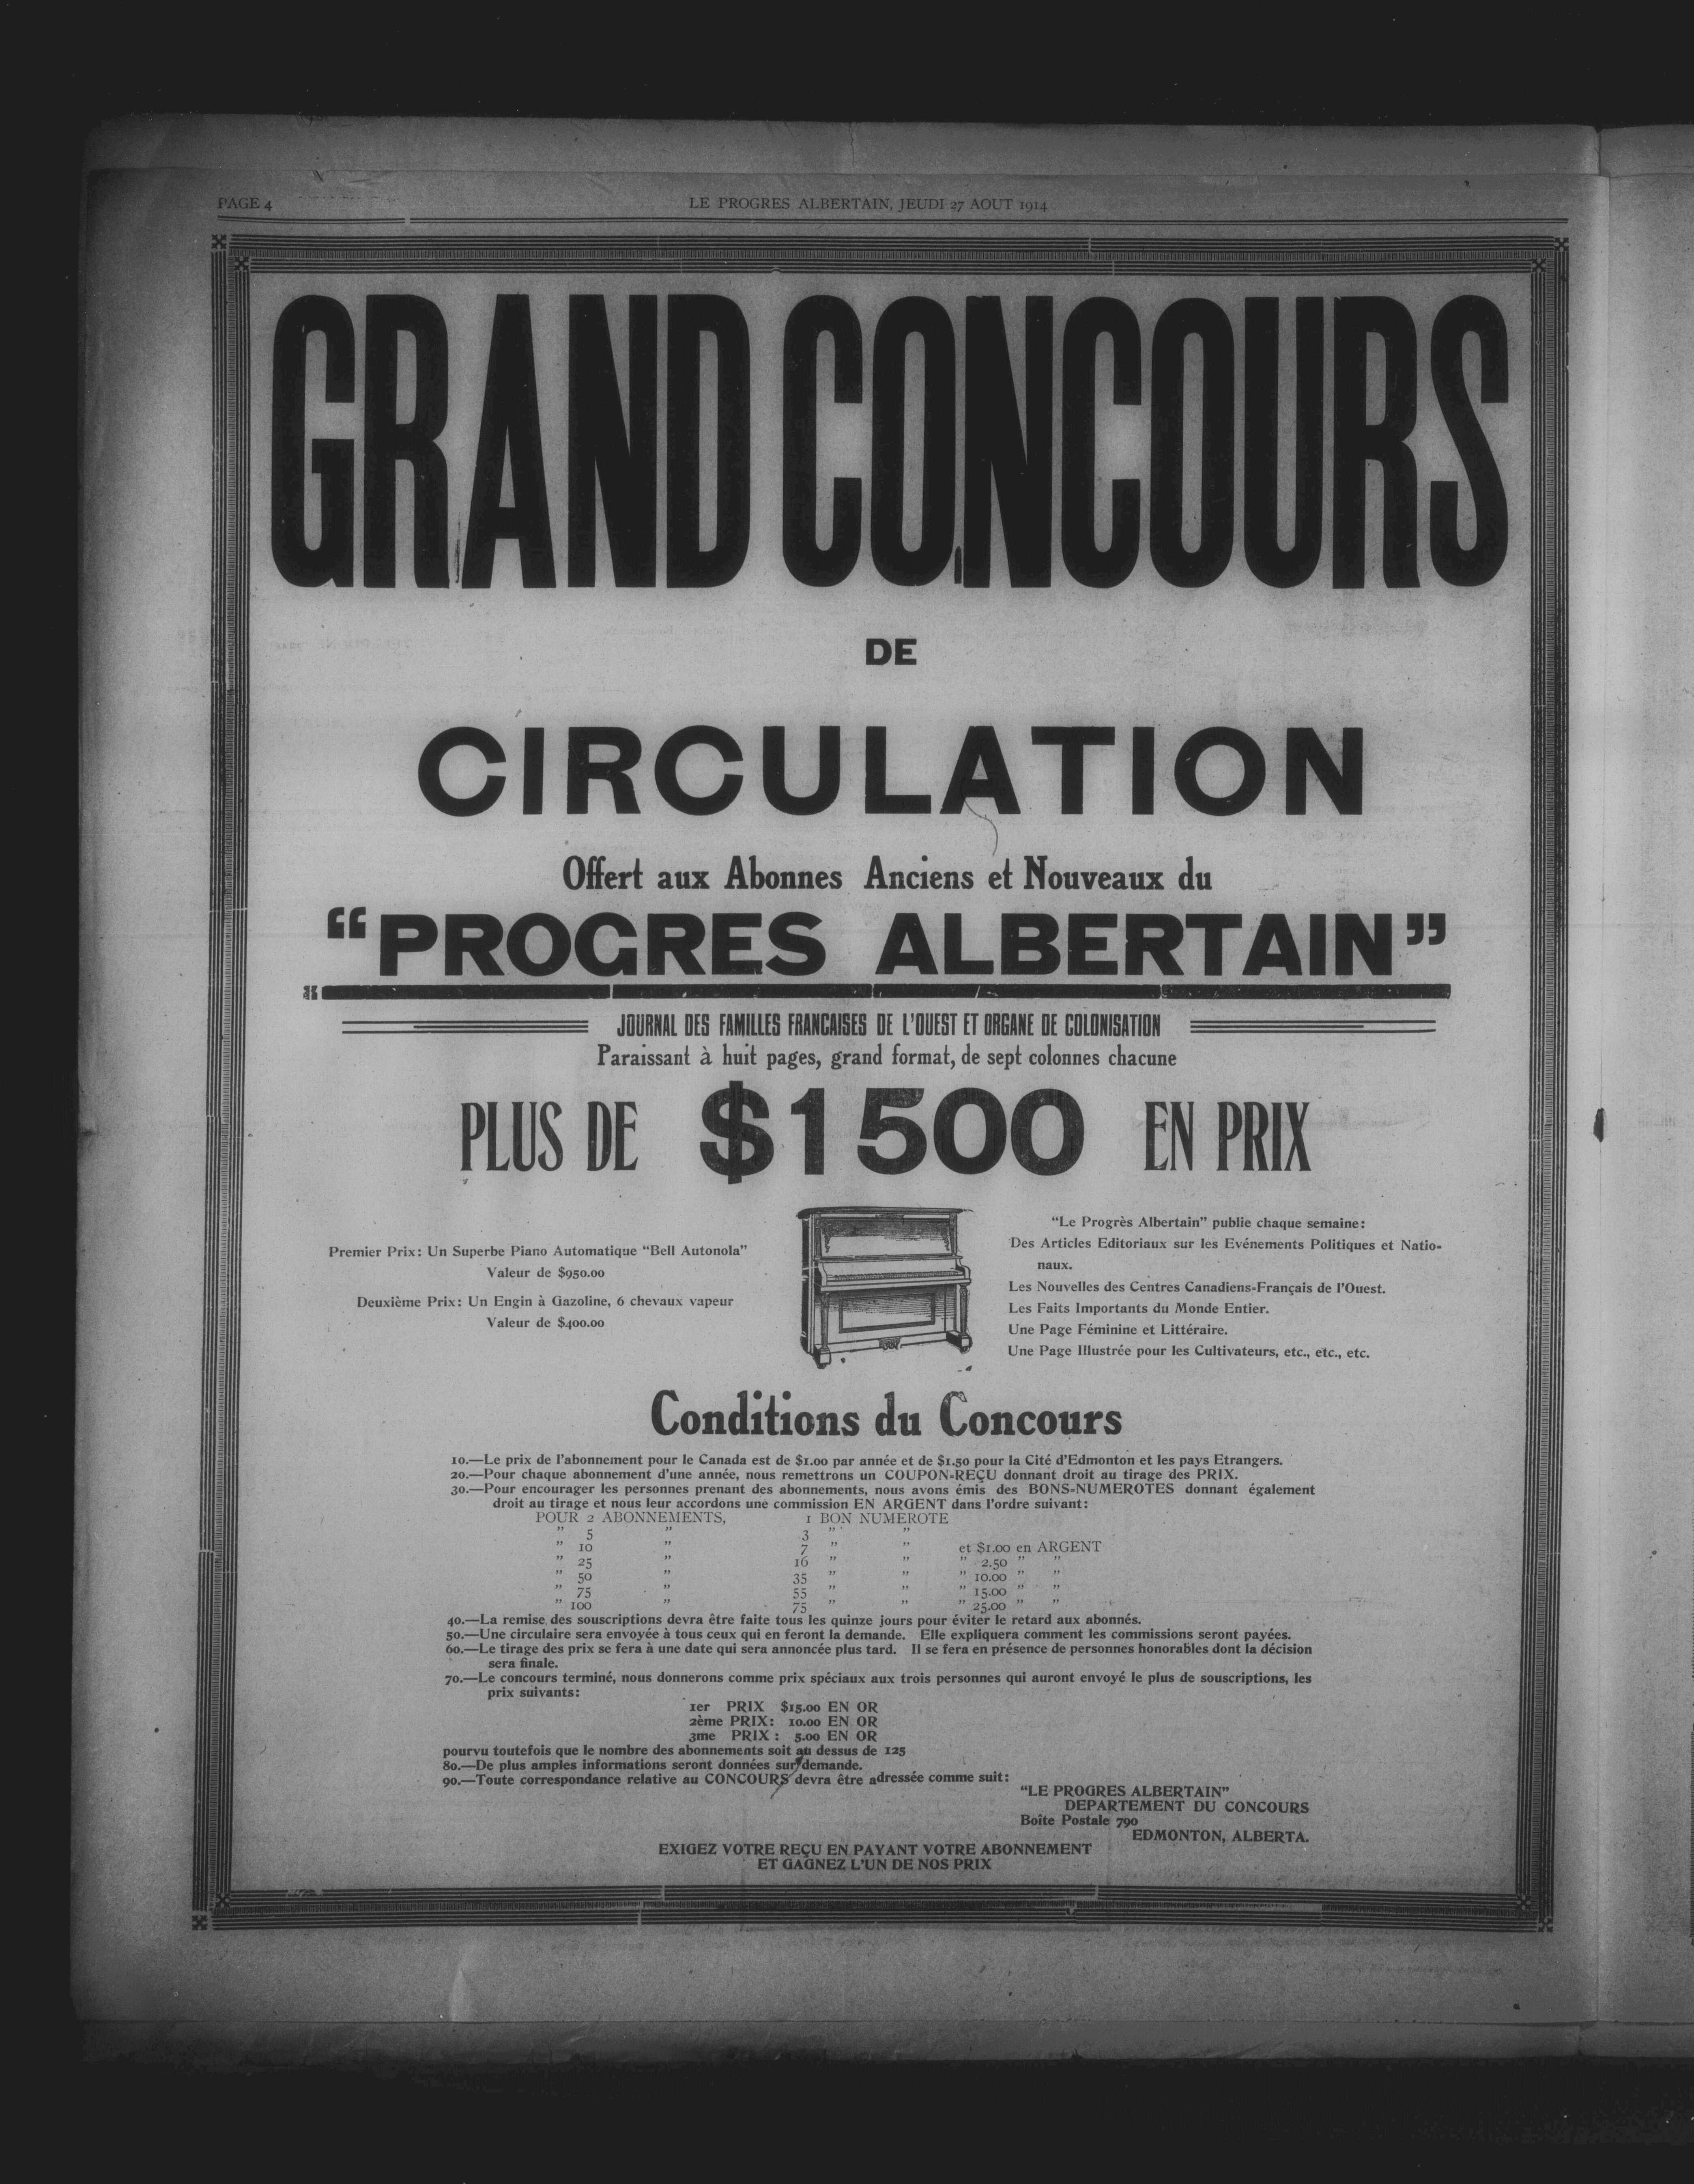 PAGE 4
LE PROGRES ALBERTAIN, JEUDI 27 AOUT 1914
GRAND CONCOURS
DE
CIRCULATION
Offert aux Abonnes Anciens et Nouveaux du
“PROGRES ALBERTAIN”
JOURNAL DES FAMILLES FRANCAISES DE L'OUEST ET ORGANE DE COLONISATION
Paraissant à huit pages, grand format, de sept colonnes chacune
PLUS DE $1500 EN PRIX
Premier Prix: Un Superbe Piano Automatique “Bell Autonola”
Valeur de $950.00
Deuxième Prix: Un Engin à Gazoline, 6 chevaux vapeur
Valeur de $400.00
“Le Progrès Albertain” publie chaque semaine:
Des Articles Editoriaux sur les Evénements Politiques et Natio-
naux.
Les Nouvelles des Centres Canadiens-Français de l'Ouest.
Les Faits Importants du Monde Entier.
Une Page Féminine et Littéraire.
Une Page Illustrée pour les Cultivateurs, etc., etc., etc.
Conditions du Concours
10.—Le prix de l'abonnement pour le Canada est de $1.00 par année et de $1.50 pour la Cité d'Edmonton et les pays Etrangers.
20.—Pour chaque abonnement d'une année, nous remettrons un COUPON-REÇU donnant droit au tirage des PRIX.
30.—Pour encourager les personnes prenant des abonnements, nous avons émis des BONS-NUMEROTES donnant également
droit au tirage et nous leur accordons une commission EN ARGENT dans l'ordre suivant:
POUR 2 ABONNEMENTS, 1 BON NUMEROTE
” 5 ” 3 ” ”
” 10 ” 7 ” ” et $1.00 en ARGENT
” 25 ” 16 ” ” ” 2.50 ” ”
” 50 ” 35 ” ” ” 10.00 ” ”
” 75 ” 55 ” ” ” 15.00 ” ”
” 100 ” 75 ” ” ” 25.00 ” ”
40.—La remise des souscriptions devra être faite tous les quinze jours pour éviter le retard aux abonnés.
50.—Une circulaire sera envoyée à tous ceux qui en feront la demande. Elle expliquera comment les commissions seront payées.
60.—Le tirage des prix se fera à une date qui sera annoncée plus tard. Il se fera en présence de personnes honorables dont la décision
sera finale.
70.—Le concours terminé, nous donnerons comme prix spéciaux aux trois personnes qui auront envoyé le plus de souscriptions, les
prix suivants:
1er PRIX $15.00 EN OR
2ème PRIX: 10.00 EN OR
3me PRIX : 5.00 EN OR
pourvu toutefois que le nombre des abonnements soit au dessus de 125
80.—De plus amples informations seront données sur demande.
90.—Toute correspondance relative au CONCOURS devra être adressée comme suit:
“LE PROGRES ALBERTAIN”
DEPARTEMENT DU CONCOURS
Boîte Postale 790
EDMONTON, ALBERTA.
EXIGEZ VOTRE REÇU EN PAYANT VOTRE ABONNEMENT
ET GAGNEZ L'UN DE NOS PRIX